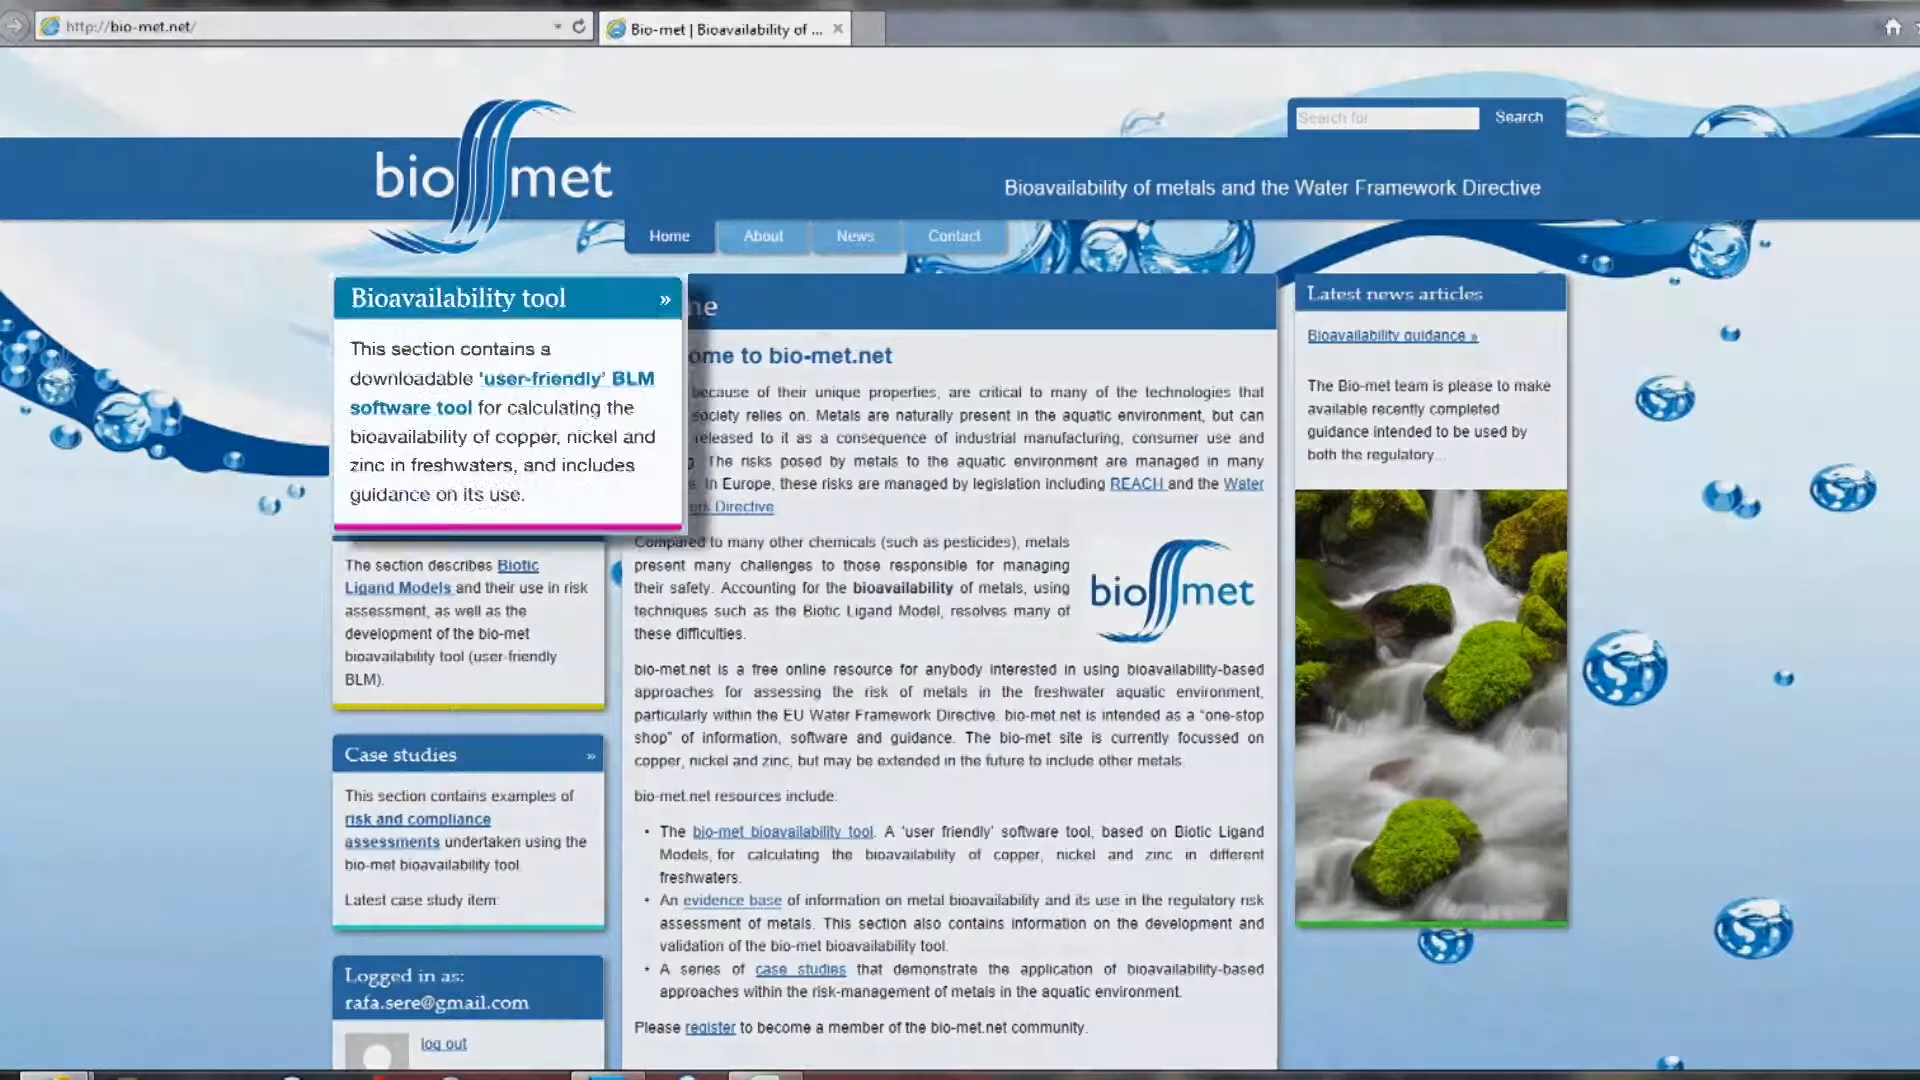 http://bio-met.net/
Bio-met | Bioavailability of ...
Search for
Search
bio met
Bioavailability of metals and the Water Framework Directive
Home
About
News
Contact
Bioavailability tool »
This section contains a
downloadable 'user-friendly' BLM
software tool for calculating the
bioavailability of copper, nickel and
zinc in freshwaters, and includes
guidance on its use.
The section describes Biotic
Ligand Models and their use in risk
assessment, as well as the
development of the bio-met
bioavailability tool (user-friendly
BLM).
Case studies »
This section contains examples of
risk and compliance
assessments undertaken using the
bio-met bioavailability tool.
Latest case study item:
Logged in as:
rafa.sere@gmail.com
log out
to bio-met.net
because of their unique properties, are critical to many of the technologies that
society relies on. Metals are naturally present in the aquatic environment, but can
released to it as a consequence of industrial manufacturing, consumer use and
The risks posed by metals to the aquatic environment are managed in many
In Europe, these risks are managed by legislation including REACH and the Water
Directive
Compared to many other chemicals (such as pesticides), metals
present many challenges to those responsible for managing
their safety. Accounting for the bioavailability of metals, using
techniques such as the Biotic Ligand Model, resolves many of
these difficulties.
bio met
bio-met.net is a free online resource for anybody interested in using bioavailability-based
approaches for assessing the risk of metals in the freshwater aquatic environment,
particularly within the EU Water Framework Directive. bio-met.net is intended as a "one-stop
shop" of information, software and guidance. The bio-met site is currently focussed on
copper, nickel and zinc, but may be extended in the future to include other metals.
bio-met.net resources include:
• The bio-met bioavailability tool. A 'user friendly' software tool, based on Biotic Ligand
Models, for calculating the bioavailability of copper, nickel and zinc in different
freshwaters.
• An evidence base of information on metal bioavailability and its use in the regulatory risk
assessment of metals. This section also contains information on the development and
validation of the bio-met bioavailability tool.
• A series of case studies that demonstrate the application of bioavailability-based
approaches within the risk-management of metals in the aquatic environment.
Please register to become a member of the bio-met.net community.
Latest news articles
Bioavailability guidance »
The Bio-met team is please to make
available recently completed
guidance intended to be used by
both the regulatory...